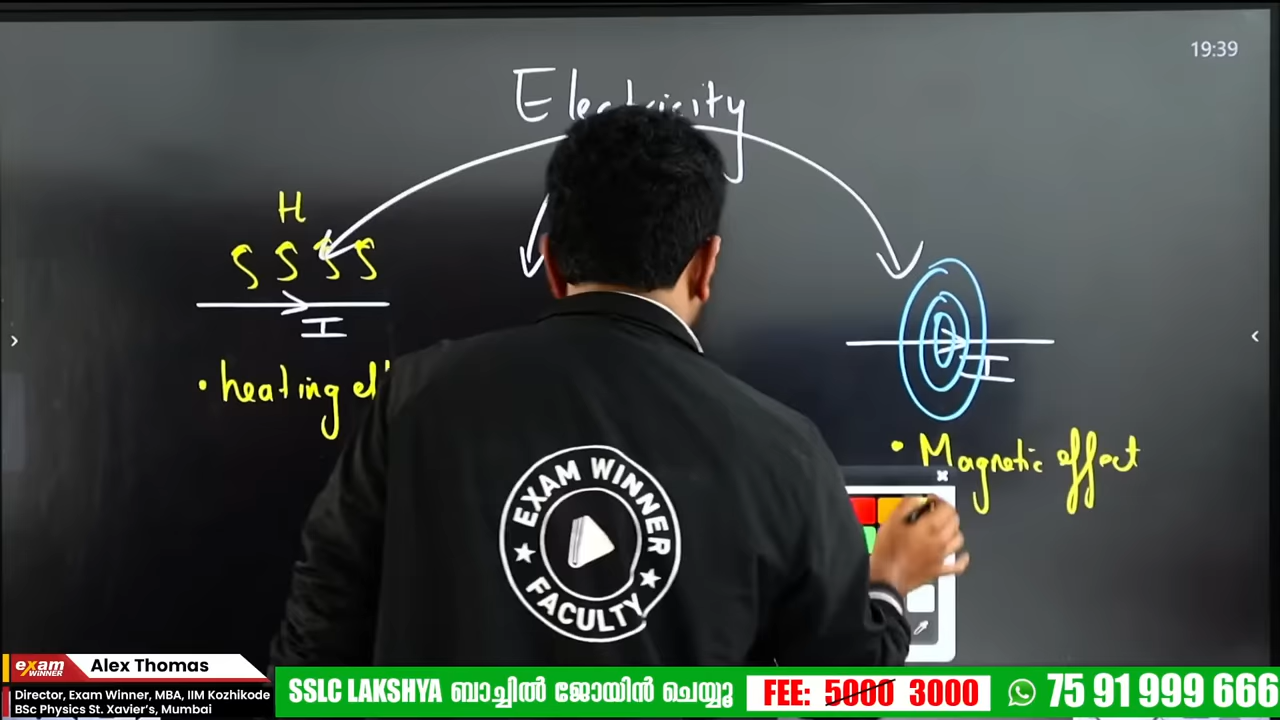 19:39
Electricity
H
S S S S
I
I
• heating eff
• Magnetic effect
EXAM WINNER
FACULTY
exam
WINNER
Alex Thomas
Director, Exam Winner, MBA, IIM Kozhikode
BSc Physics St. Xavier's, Mumbai
SSLC LAKSHYA ബാച്ചിൽ ജോയിൻ ചെയ്യൂ
FEE: 5000 3000
75 91 999 666